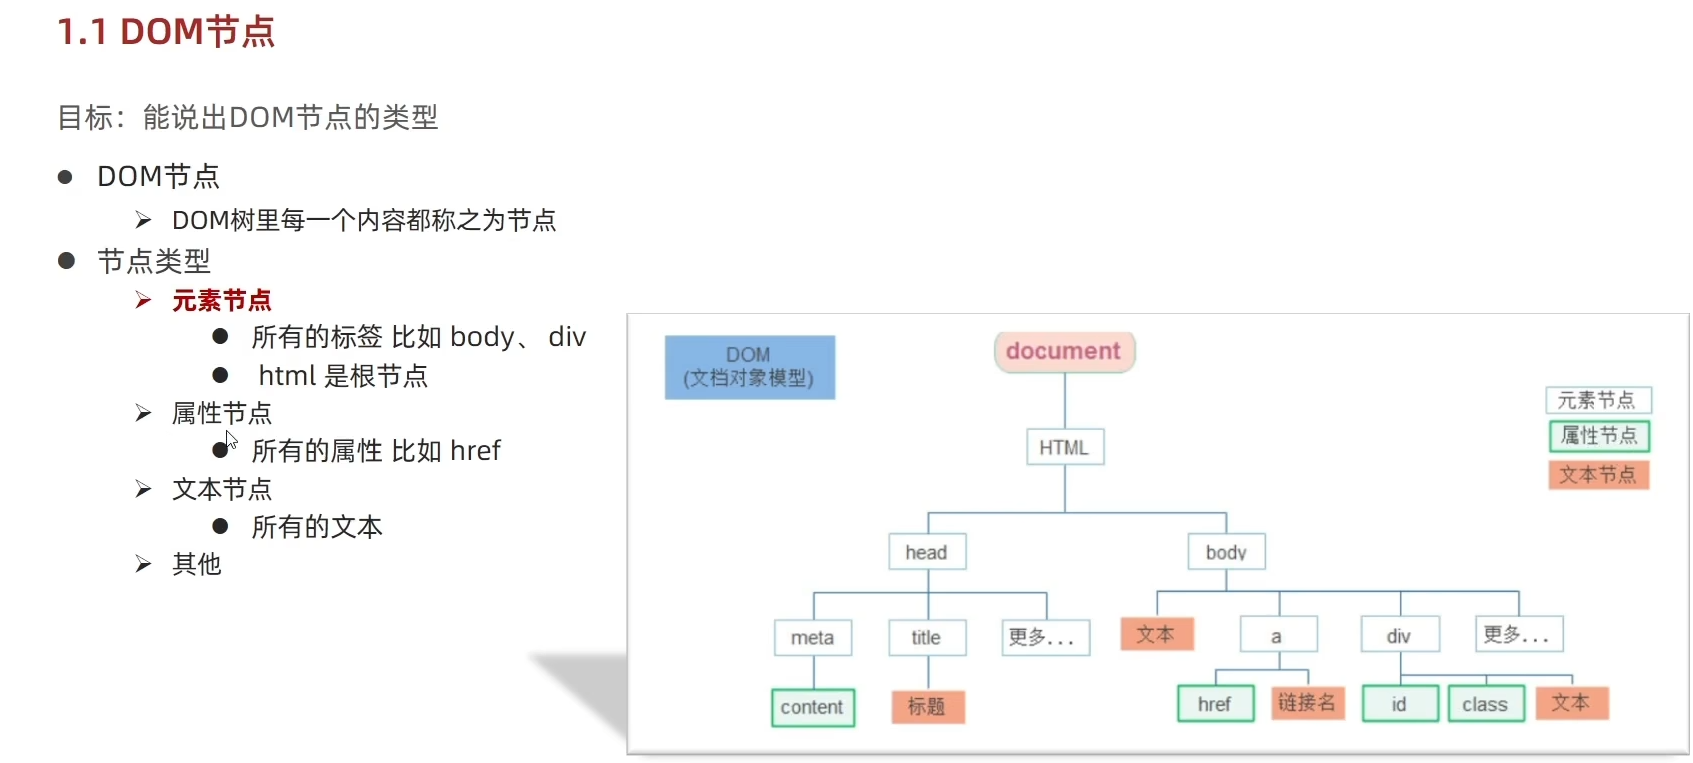 1.1 DOM节点
目标：能说出DOM节点的类型
DOM节点
DOM树里每一个内容都称之为节点
节点类型
元素节点
所有的标签 比如 body、 div
html 是根节点
属性节点
所有的属性 比如 href
文本节点
所有的文本
其他
DOM
(文档对象模型)
document
元素节点
属性节点
文本节点
HTML
head
body
meta
title
更多...
文本
a
div
更多...
content
标题
href
链接名
id
class
文本